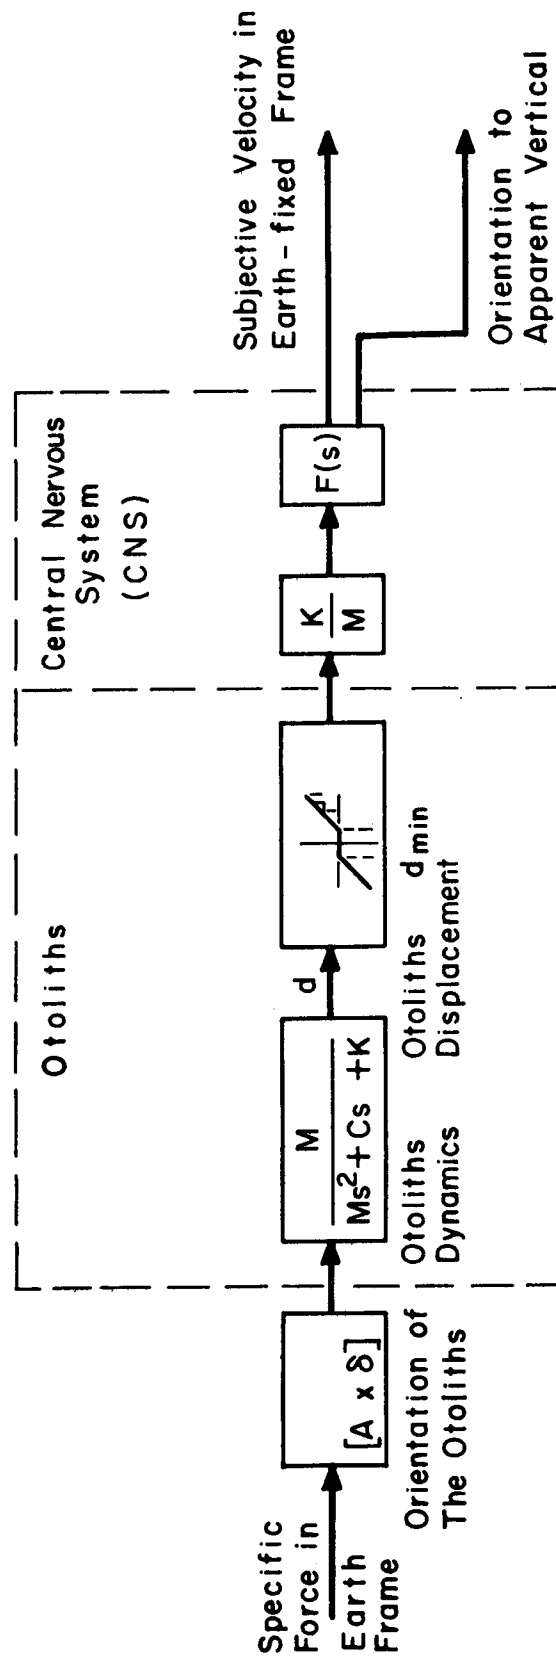 Otoliths
Central Nervous
System
(CNS)
Specific
Force in
Earth
Frame
[A x δ]
Orientation of
The Otoliths
M
Ms²+Cs +K
Otoliths
Dynamics
d
Otoliths
Displacement
d min
K
M
F(s)
Subjective Velocity in
Earth-fixed Frame
Orientation to
Apparent Vertical